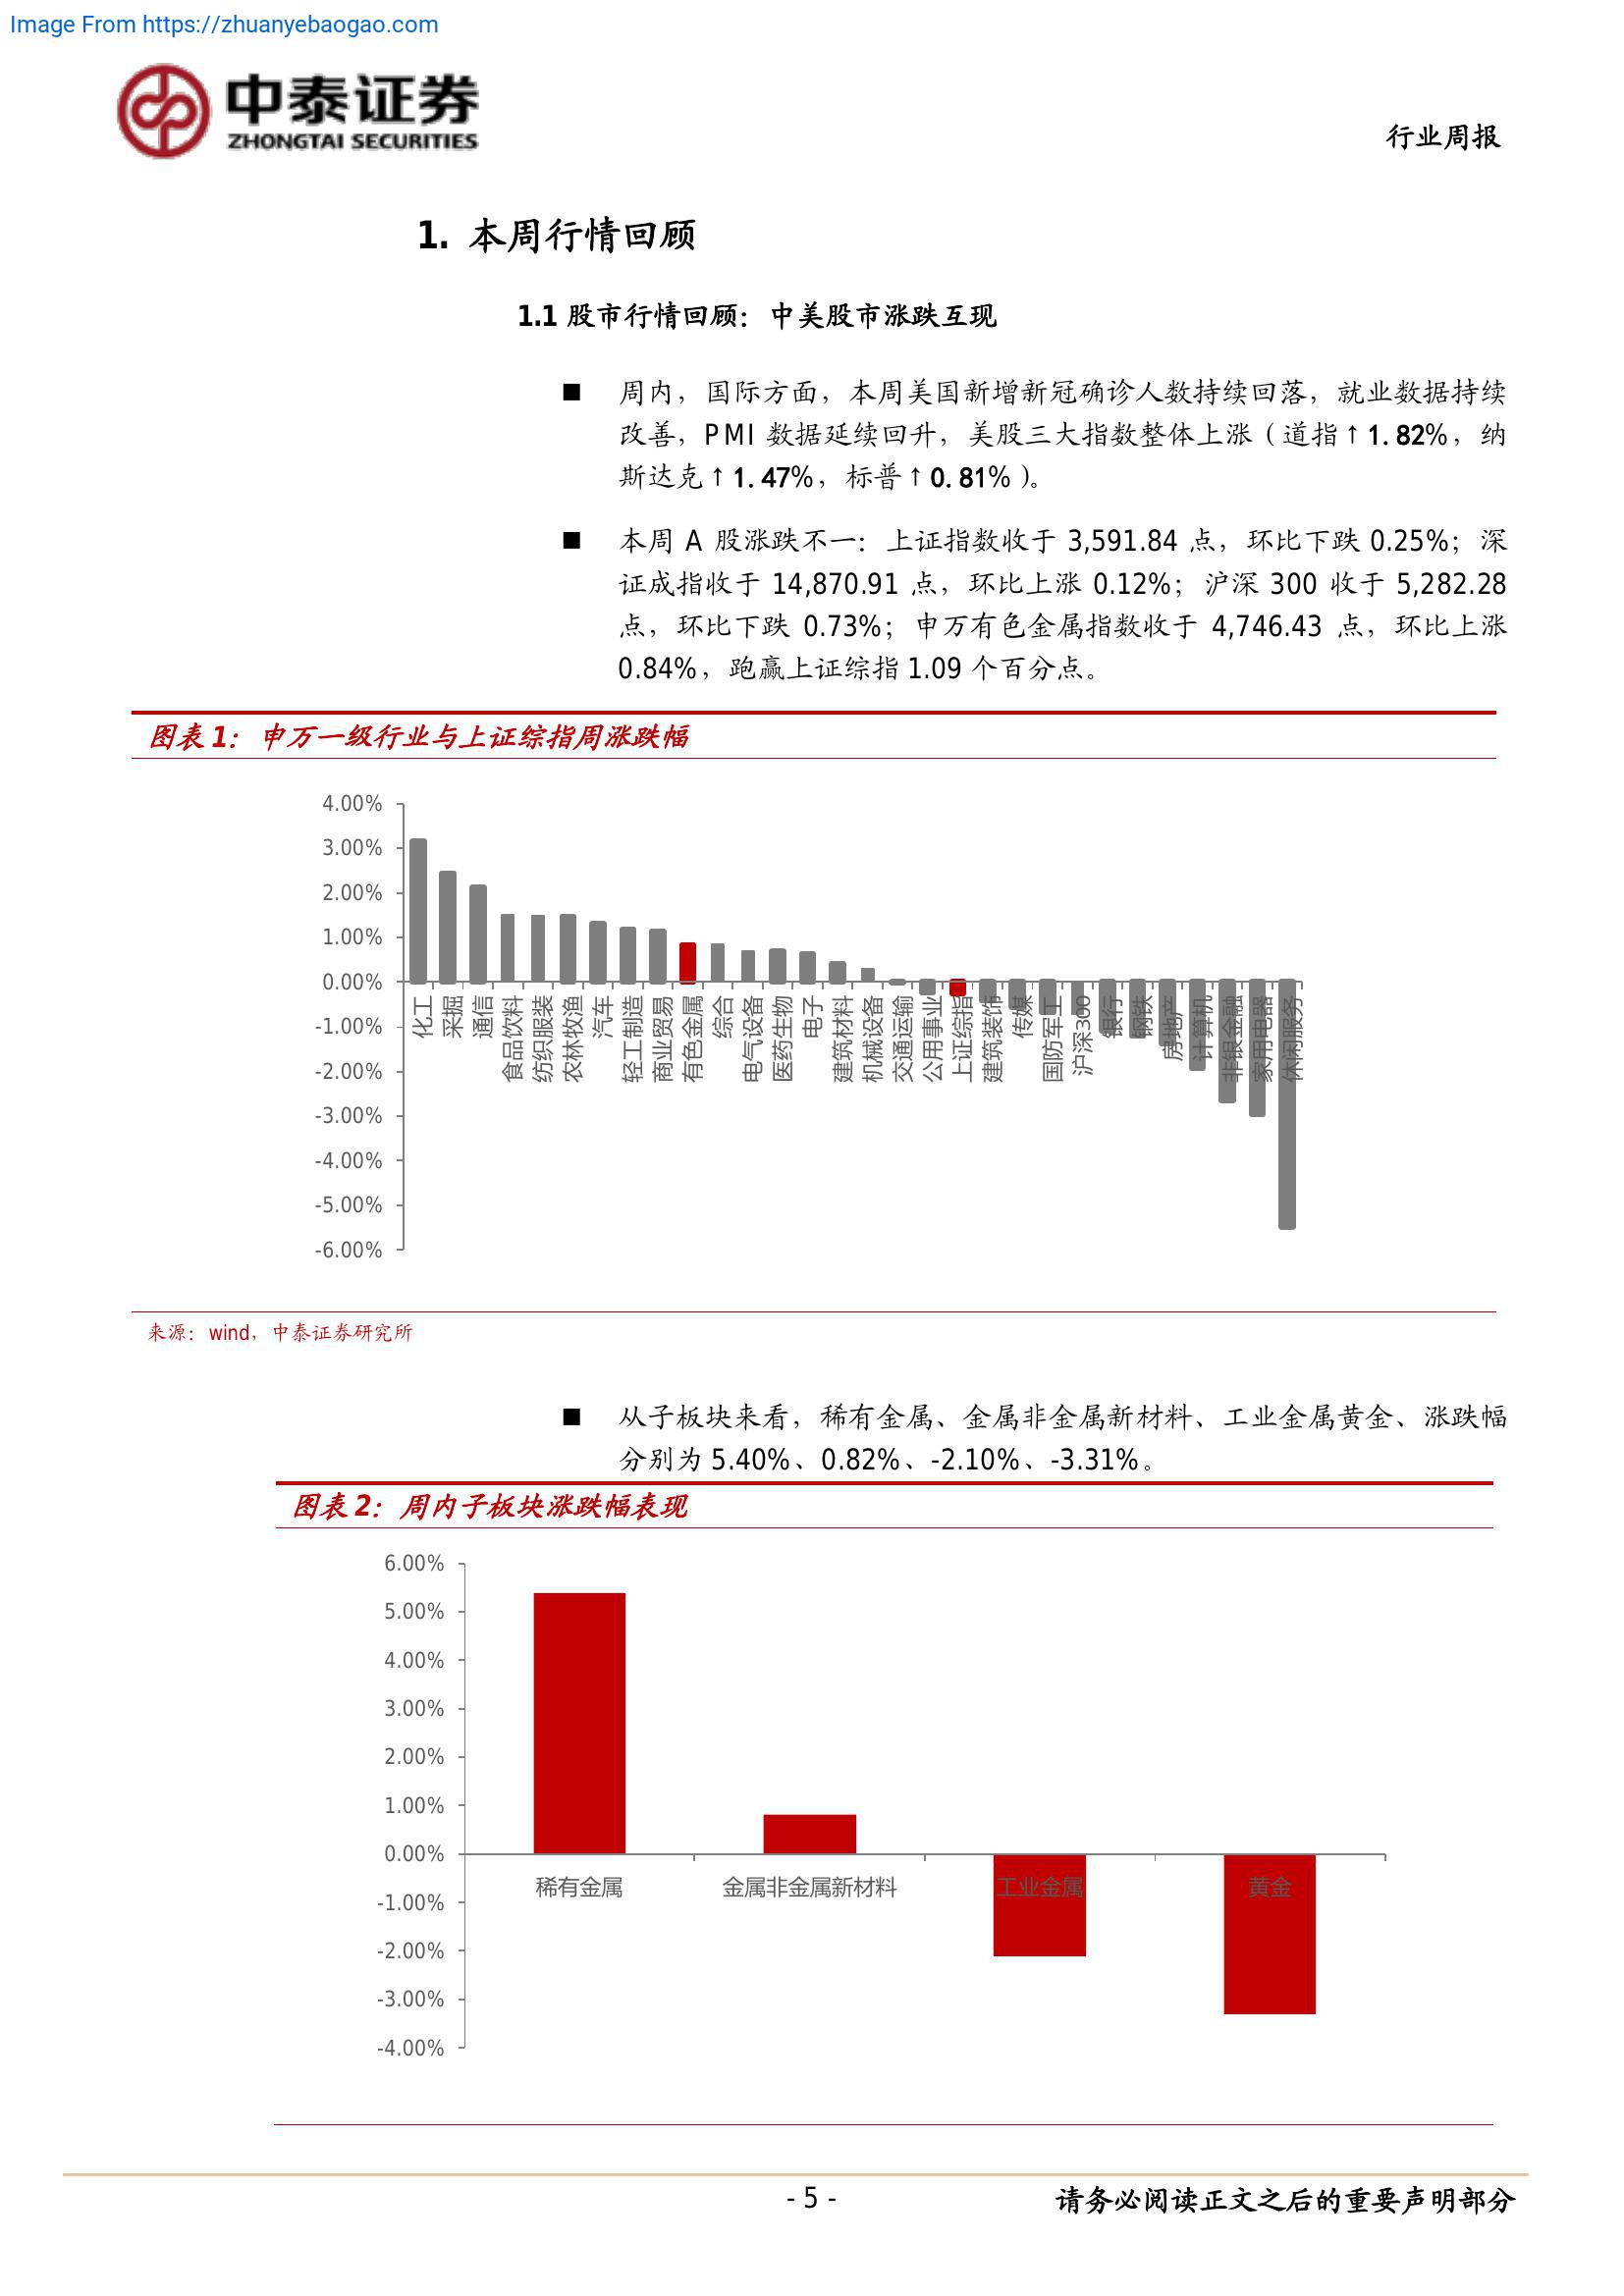 Image From https://zhuanyebaogao.com
中泰证券
ZHONGTAI SECURITIES
行业周报
1. 本周行情回顾
1.1 股市行情回顾：中美股市涨跌互现
■ 周内，国际方面，本周美国新增新冠确诊人数持续回落，就业数据持续
改善，PMI 数据延续回升，美股三大指数整体上涨（道指↑1.82%，纳
斯达克↑1.47%，标普↑0.81%）。
■ 本周 A 股涨跌不一：上证指数收于 3,591.84 点，环比下跌 0.25%；深
证成指收于 14,870.91 点，环比上涨 0.12%；沪深 300 收于 5,282.28
点，环比下跌 0.73%；申万有色金属指数收于 4,746.43 点，环比上涨
0.84%，跑赢上证综指 1.09 个百分点。
图表1：申万一级行业与上证综指周涨跌幅
4.00%
3.00%
2.00%
1.00%
0.00%
-1.00%
-2.00%
-3.00%
-4.00%
-5.00%
-6.00%
化工
采掘
通信
食品饮料
纺织服装
农林牧渔
汽车
轻工制造
商业贸易
有色金属
综合
电气设备
医药生物
电子
建筑材料
机械设备
交通运输
公用事业
上证综指
建筑装饰
传媒
国防军工
沪深300
银行
钢铁
房地产
计算机
非银金融
家用电器
休闲服务
来源：wind，中泰证券研究所
■ 从子板块来看，稀有金属、金属非金属新材料、工业金属黄金、涨跌幅
分别为 5.40%、0.82%、-2.10%、-3.31%。
图表2：周内子板块涨跌幅表现
6.00%
5.00%
4.00%
3.00%
2.00%
1.00%
0.00%
-1.00%
-2.00%
-3.00%
-4.00%
稀有金属
金属非金属新材料
工业金属
黄金
- 5 -
请务必阅读正文之后的重要声明部分